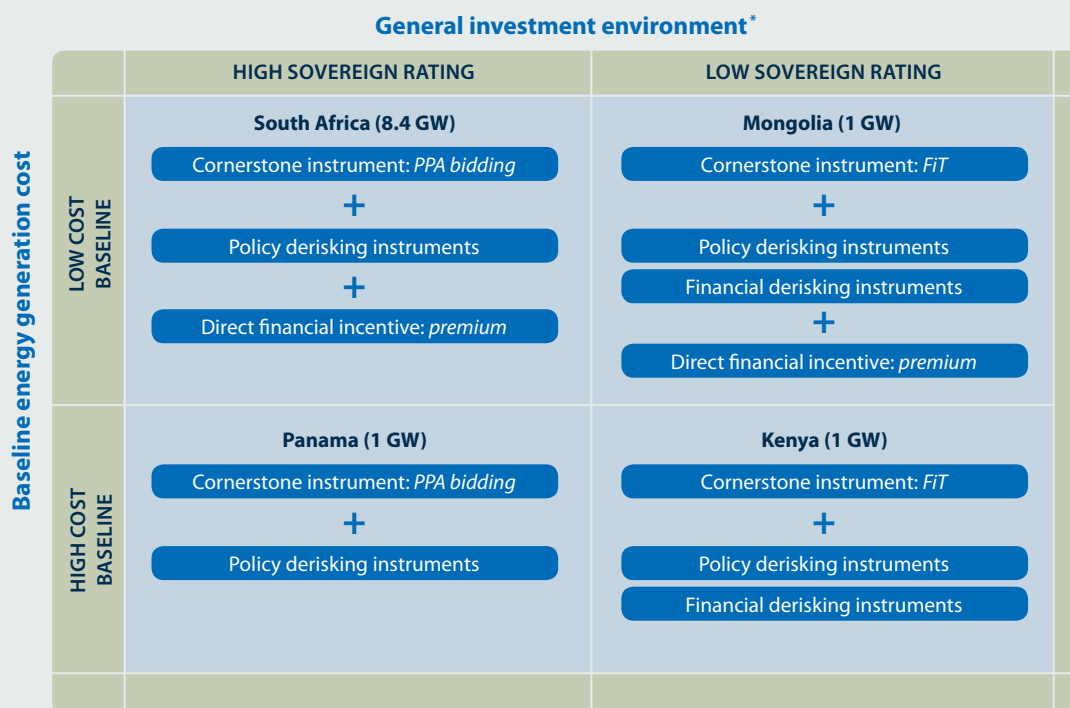 General investment environment*
HIGH SOVEREIGN RATING
LOW SOVEREIGN RATING
Baseline energy generation cost
LOW COST
BASELINE
South Africa (8.4 GW)
Cornerstone instrument: PPA bidding
+
Policy derisking instruments
+
Direct financial incentive: premium
Mongolia (1 GW)
Cornerstone instrument: FiT
+
Policy derisking instruments
Financial derisking instruments
+
Direct financial incentive: premium
HIGH COST
BASELINE
Panama (1 GW)
Cornerstone instrument: PPA bidding
+
Policy derisking instruments
Kenya (1 GW)
Cornerstone instrument: FiT
+
Policy derisking instruments
Financial derisking instruments